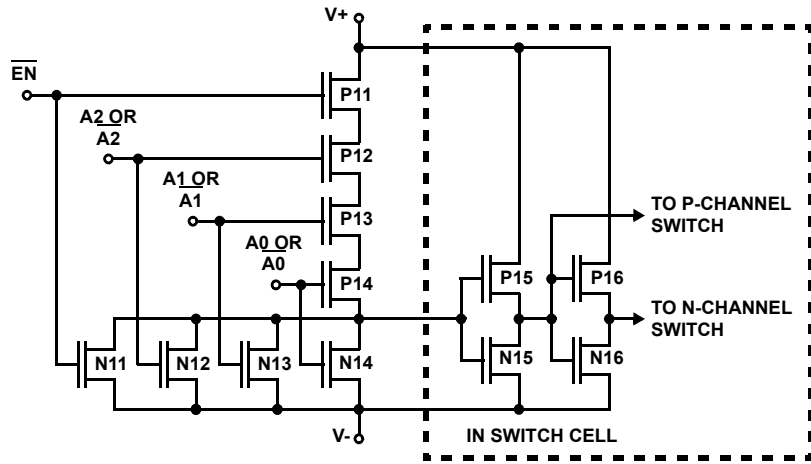 V+
EN
P11
A2 OR
A2
P12
A1 OR
A1
P13
TO P-CHANNEL
SWITCH
A0 OR
A0
P14
P15
P16
TO N-CHANNEL
SWITCH
N11
N12
N13
N14
N15
N16
V-
IN SWITCH CELL